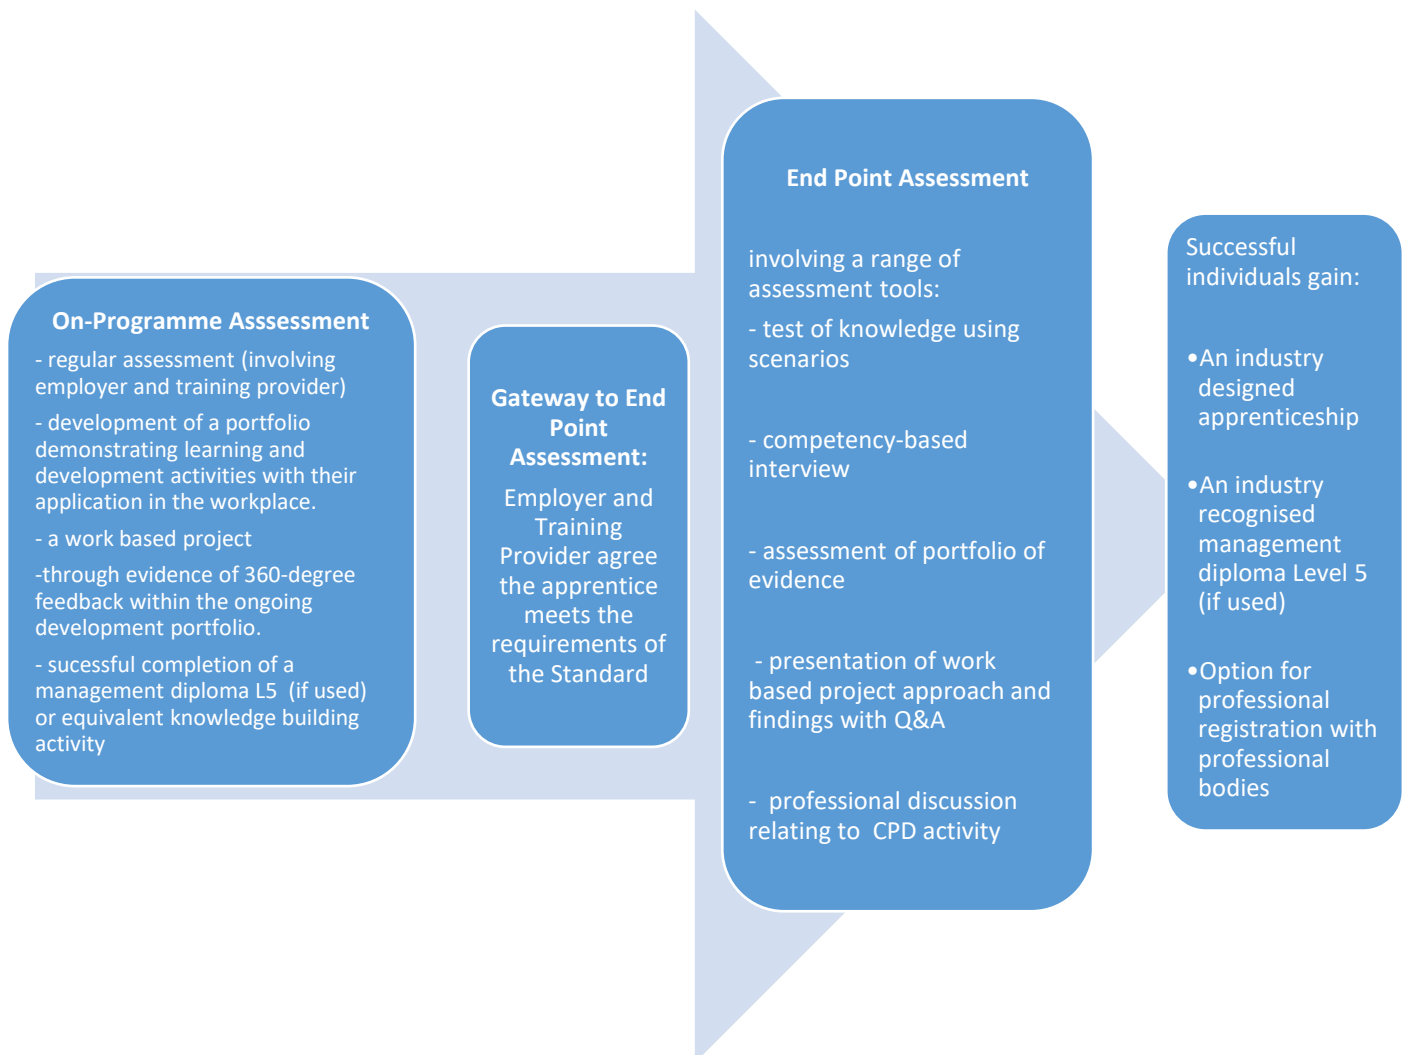 On-Programme Asssessment
- regular assessment (involving
employer and training provider)
- development of a portfolio
demonstrating learning and
development activities with their
application in the workplace.
- a work based project
-through evidence of 360-degree
feedback within the ongoing
development portfolio.
- sucessful completion of a
management diploma L5  (if used)
or equivalent knowledge building
activity
Gateway to End
Point
Assessment:
Employer and
Training
Provider agree
the apprentice
meets the
requirements of
the Standard
End Point Assessment
involving a range of
assessment tools:
- test of knowledge using
scenarios
- competency-based
interview
- assessment of portfolio of
evidence
- presentation of work
based project approach and
findings with Q&A
-  professional discussion
relating to  CPD activity
Successful
individuals gain:
•An industry
designed
apprenticeship
•An industry
recognised
management
diploma Level 5
(if used)
•Option for
professional
registration with
professional
bodies